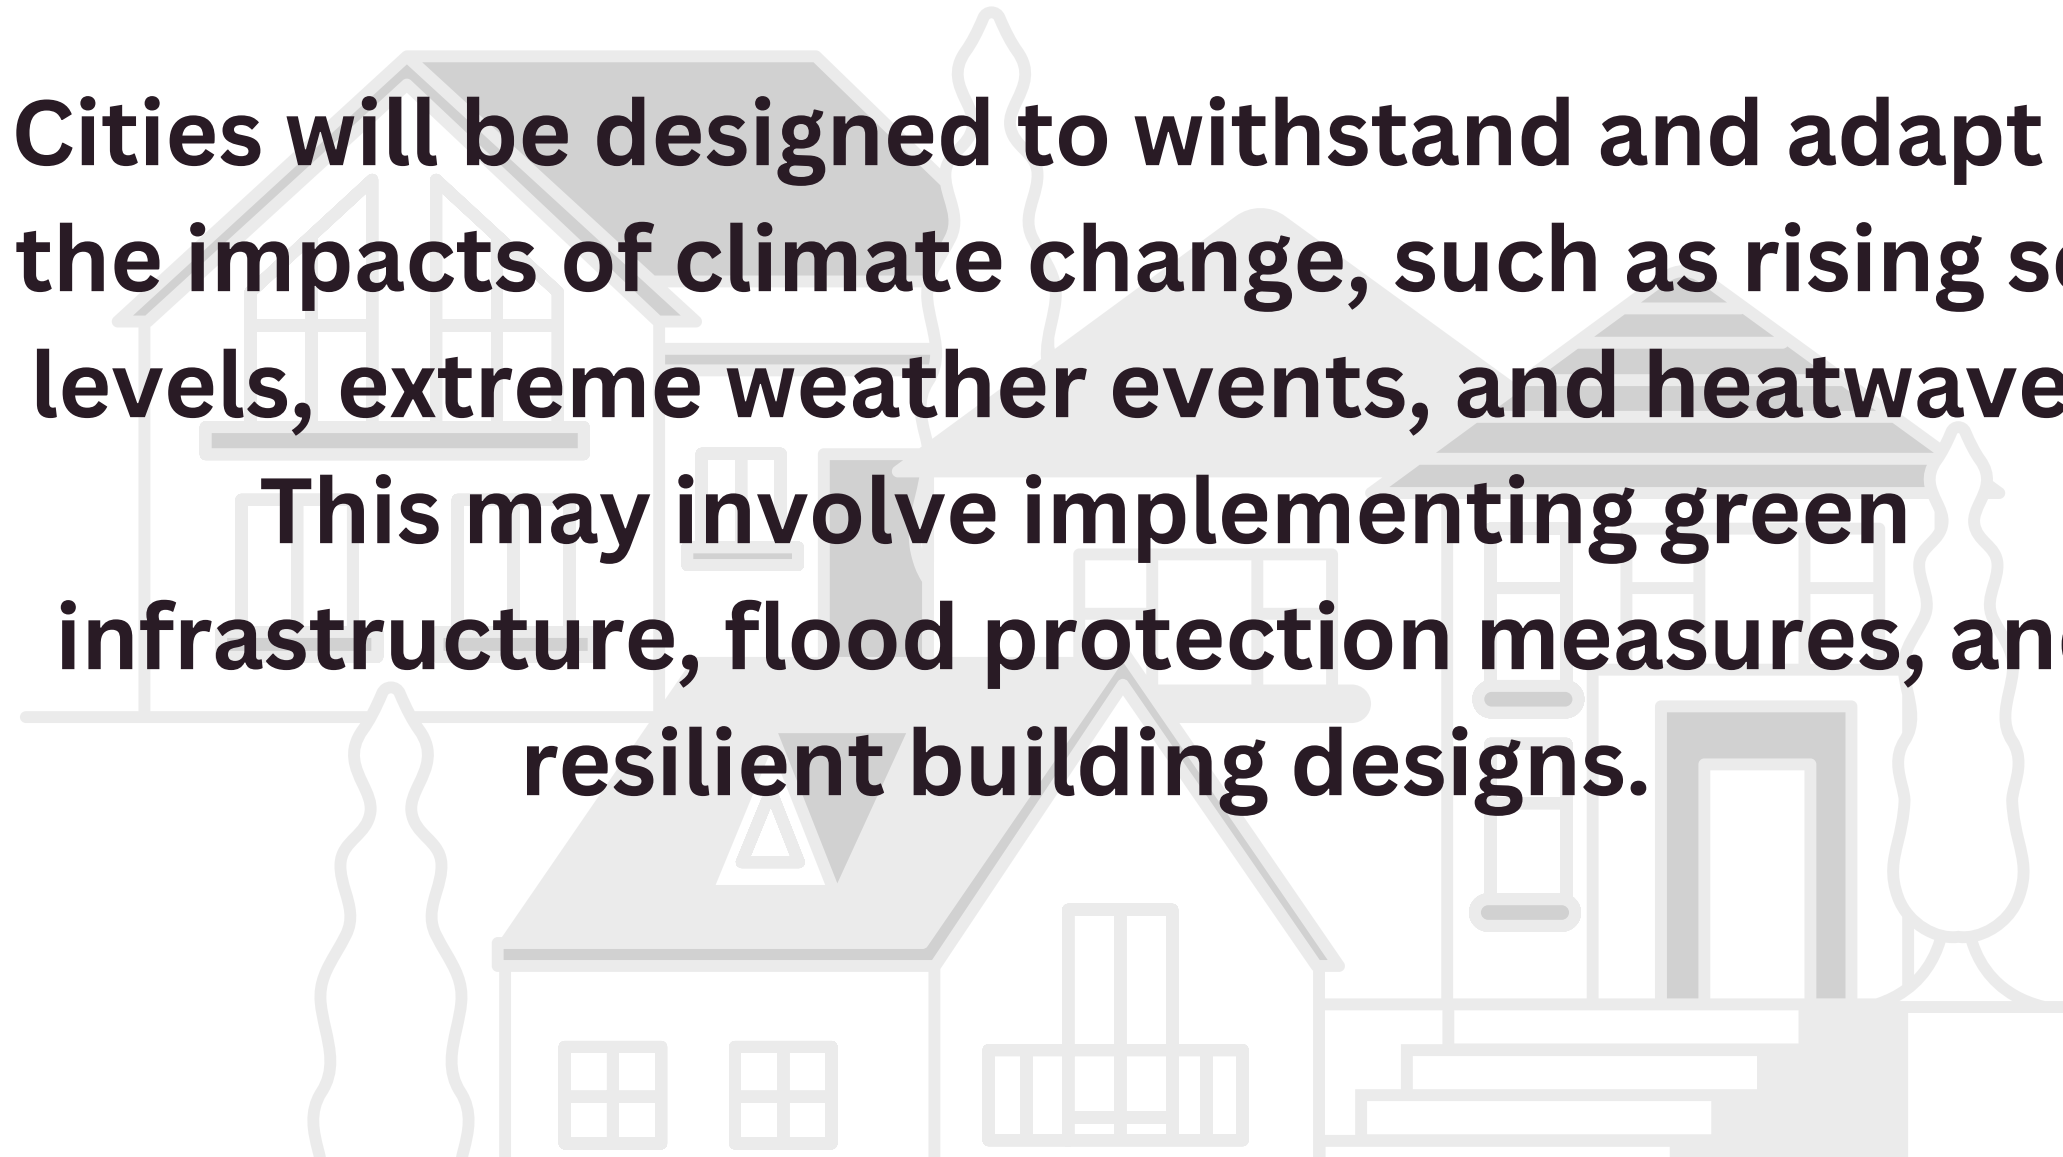 Cities will be designed to withstand and adapt
the impacts of climate change, such as rising
levels, extreme weather events, and heatwave
This may involve implementing green
infrastructure, flood protection measures, an
resilient building designs.